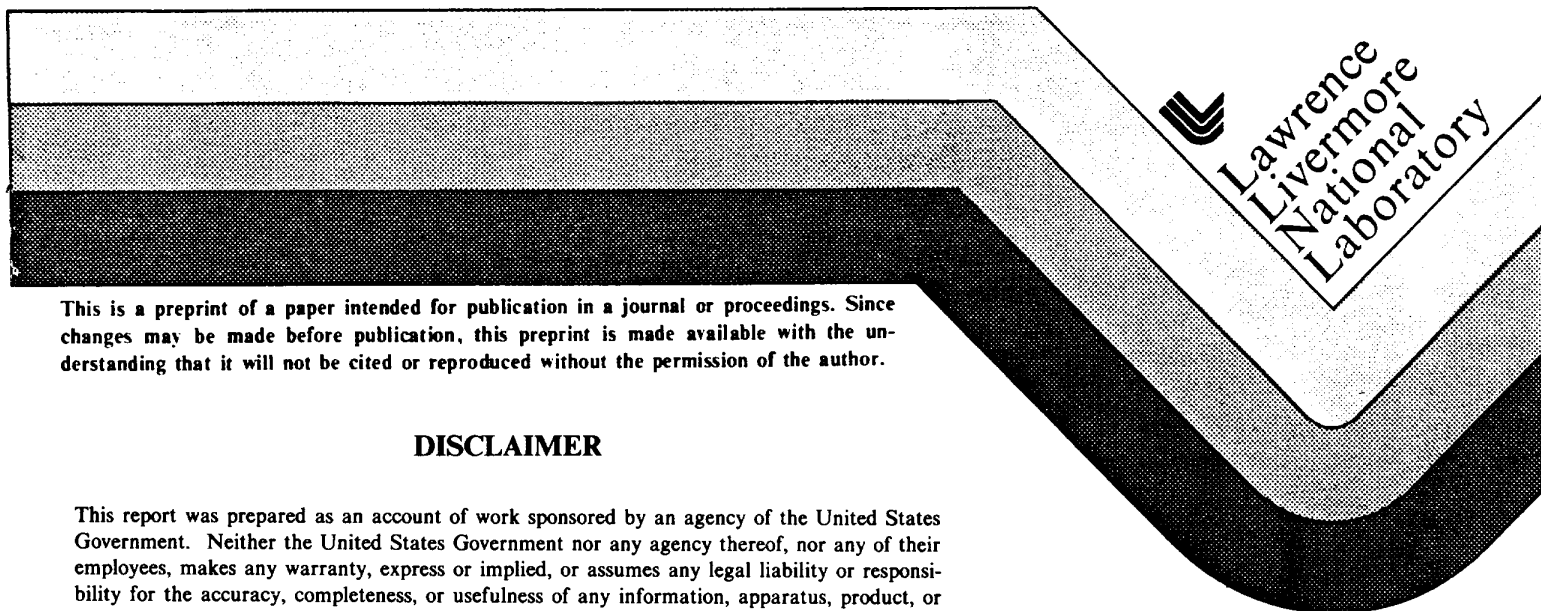 Lawrence
Livermore
National
Laboratory
This is a preprint of a paper intended for publication in a journal or proceedings. Since
changes may be made before publication, this preprint is made available with the un-
derstanding that it will not be cited or reproduced without the permission of the author.
DISCLAIMER
This report was prepared as an account of work sponsored by an agency of the United States
Government. Neither the United States Government nor any agency thereof, nor any of their
employees, makes any warranty, express or implied, or assumes any legal liability or responsi-
bility for the accuracy, completeness, or usefulness of any information, apparatus, product, or